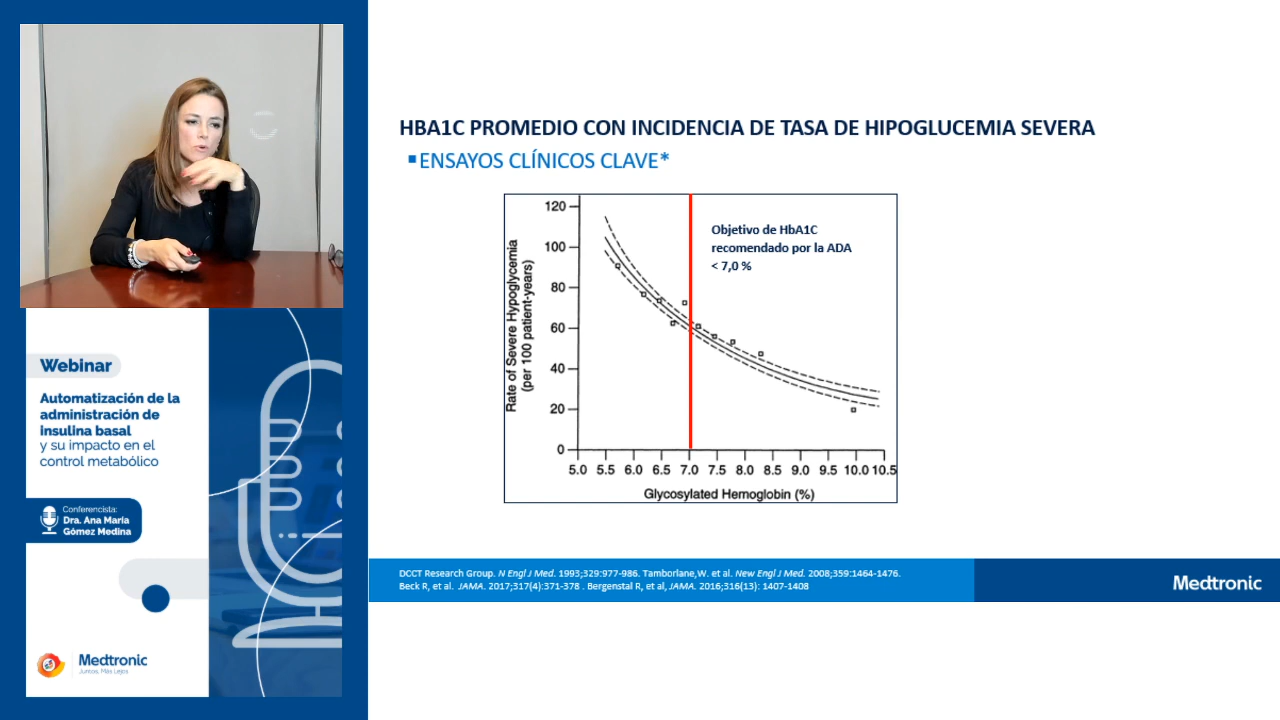 HBA1C PROMEDIO CON INCIDENCIA DE TASA DE HIPOGLUCEMIA SEVERA
▪ENSAYOS CLÍNICOS CLAVE*
Rate of Severe Hypoglycemia
(per 100 patient-years)
120
100
80
60
40
20
0
5.0 5.5 6.0 6.5 7.0 7.5 8.0 8.5 9.0 9.5 10.0 10.5
Glycosylated Hemoglobin (%)
Objetivo de HbA1C
recomendado por la ADA
< 7,0 %
Webinar
Automatización de la
administración de
insulina basal
y su impacto en el
control metabólico
Conferencista:
Dra. Ana María
Gómez Medina
Medtronic
Juntos, Más Lejos
DCCT Research Group. N Engl J Med. 1993;329:977-986. Tamborlane,W. et al. New Engl J Med. 2008;359:1464-1476.
Beck R, et al. JAMA. 2017;317(4):371-378 . Bergenstal R, et al, JAMA. 2016;316(13): 1407-1408
Medtronic